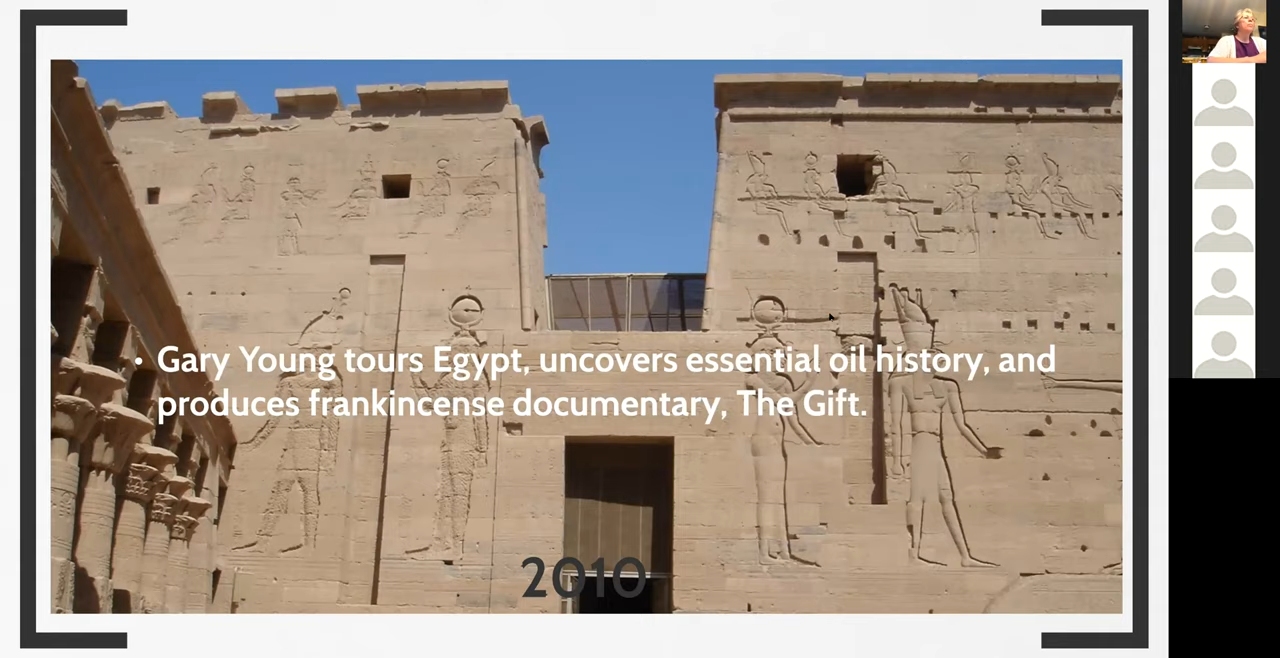 • Gary Young tours Egypt, uncovers essential oil history, and
produces frankincense documentary, The Gift.
2010